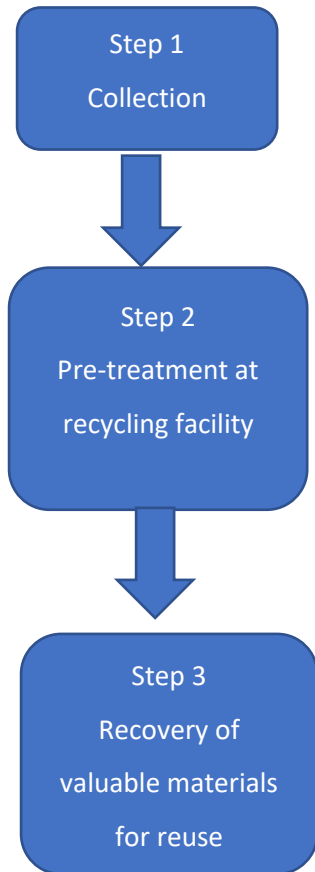 Step 1
Collection
Step 2
Pre-treatment at
recycling facility
Step 3
Recovery of
valuable materials
for reuse